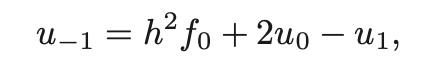 u₋₁ = h²f₀ + 2u₀ − u₁,